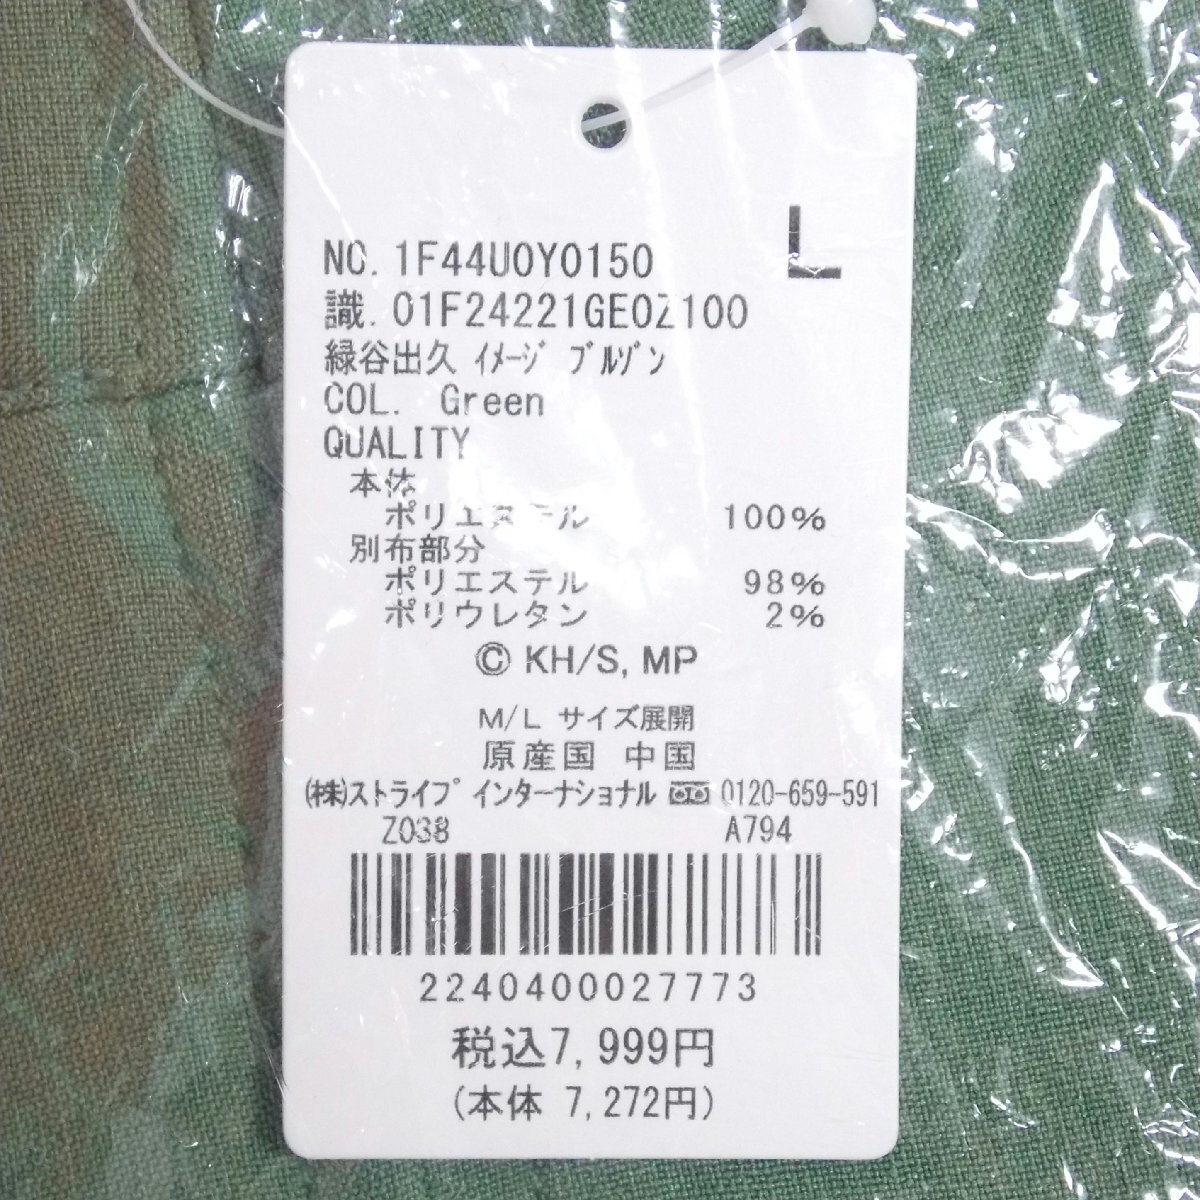 L
NO. 1F44U0Y0150
識. 01F24221GE0Z100
緑谷出久 ｲﾒｰｼﾞ ﾌﾞﾙｿﾞﾝ
COL. Green
QUALITY
本体
ポリエステル 100%
別布部分
ポリエステル 98%
ポリウレタン 2%
© KH/S, MP
M/L サイズ展開
原産国 中国
㈱ストライプ インターナショナル 0120-659-591
Z038 A794
2240400027773
税込7,999円
(本体 7,272円)